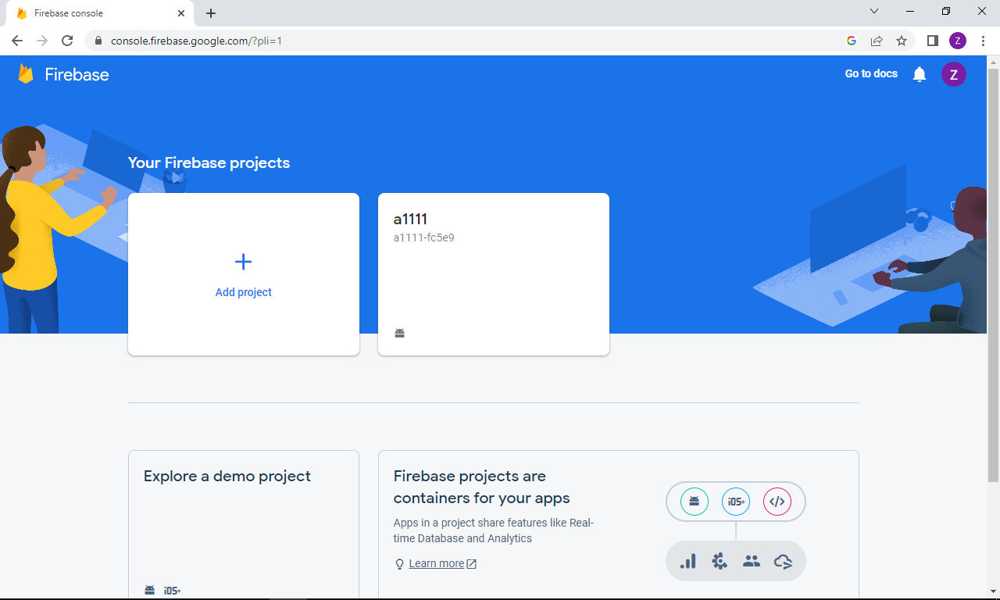 Firebase console
console.firebase.google.com/?pli=1
Z
Firebase
Go to docs
Z
Your Firebase projects
Add project
a1111
a1111-fc5e9
Explore a demo project
iOS+
Firebase projects are
containers for your apps
Apps in a project share features like Real-
time Database and Analytics
Learn more
iOS+